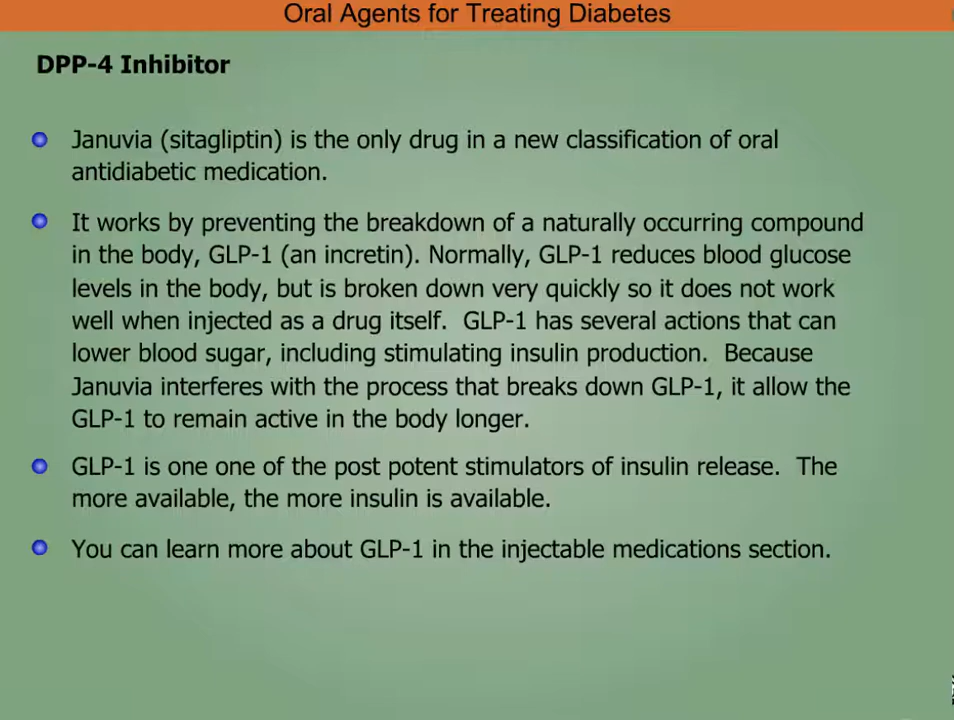 Oral Agents for Treating Diabetes
DPP-4 Inhibitor
Januvia (sitagliptin) is the only drug in a new classification of oral
antidiabetic medication.
It works by preventing the breakdown of a naturally occurring compound
in the body, GLP-1 (an incretin). Normally, GLP-1 reduces blood glucose
levels in the body, but is broken down very quickly so it does not work
well when injected as a drug itself.  GLP-1 has several actions that can
lower blood sugar, including stimulating insulin production.  Because
Januvia interferes with the process that breaks down GLP-1, it allow the
GLP-1 to remain active in the body longer.
GLP-1 is one one of the post potent stimulators of insulin release.  The
more available, the more insulin is available.
You can learn more about GLP-1 in the injectable medications section.